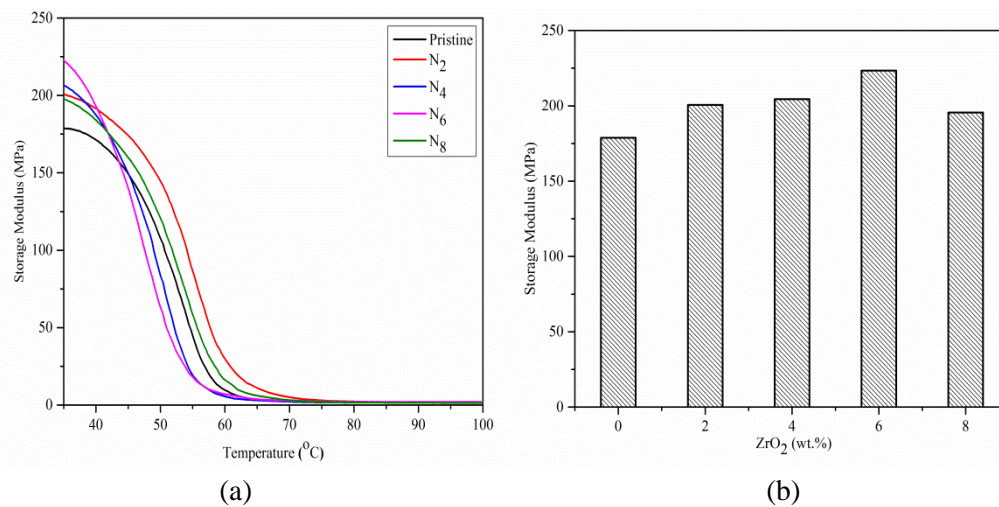 250
200
150
100
50
0
Storage Modulus (MPa)
Pristine
N2
N4
N6
N8
40 50 60 70 80 90 100
Temperature (°C)
(a)
250
200
150
100
50
0
Storage Modulus (MPa)
0 2 4 6 8
ZrO2 (wt.%)
(b)